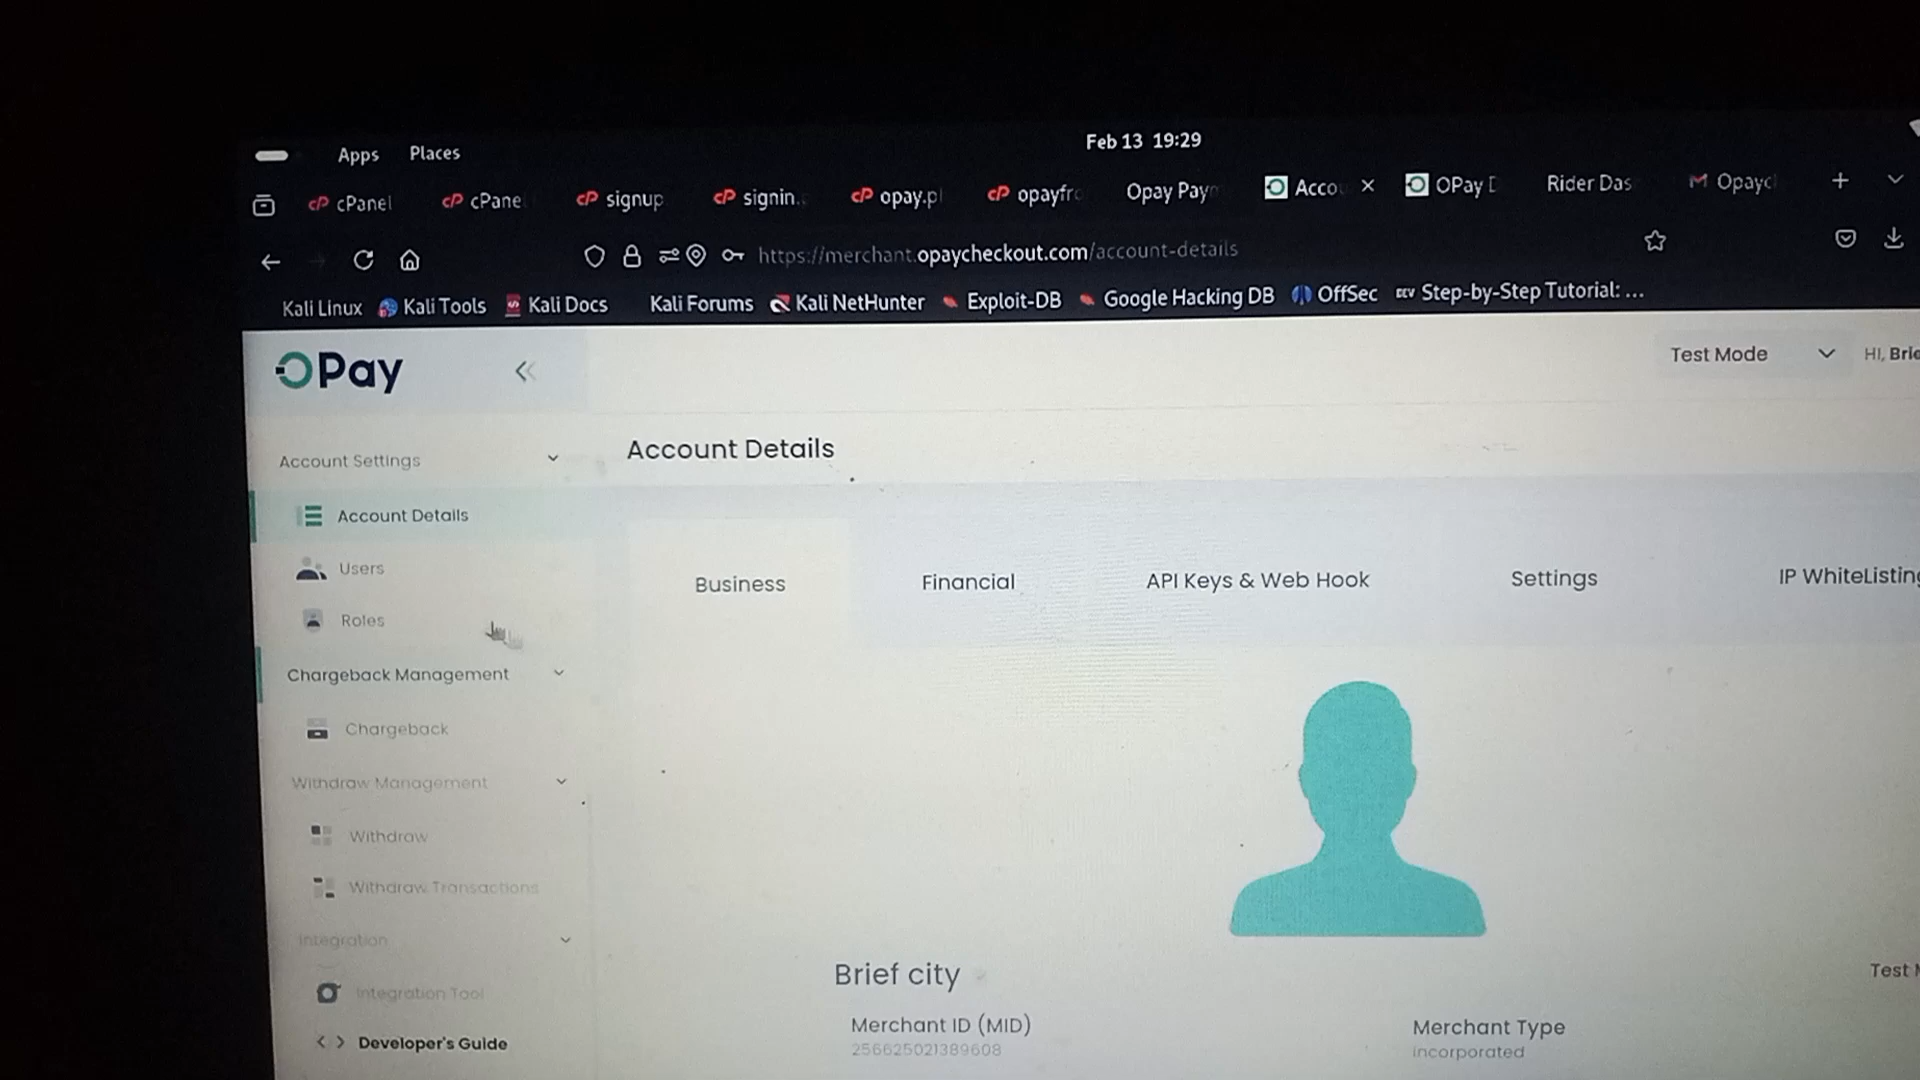 Apps Places Feb 13 19:29
cPanel cPane signup signin. opay.pl opayfr Opay Pay Acco OPay D Rider Das Opayc
https://merchant.opaycheckout.com/account-details
Kali Linux Kali Tools Kali Docs Kali Forums Kali NetHunter Exploit-DB Google Hacking DB OffSec Step-by-Step Tutorial: ...
OPay
Test Mode HI, Brie
Account Settings
Account Details
Account Details
Users
Roles
Business Financial API Keys & Web Hook Settings IP WhiteListing
Chargeback Management
Chargeback
Withdraw Management
Withdraw
Withdraw Transactions
Integration
Integration Tool
Developer's Guide
Brief city
Test M
Merchant ID (MID)
256625021389608
Merchant Type
incorporated